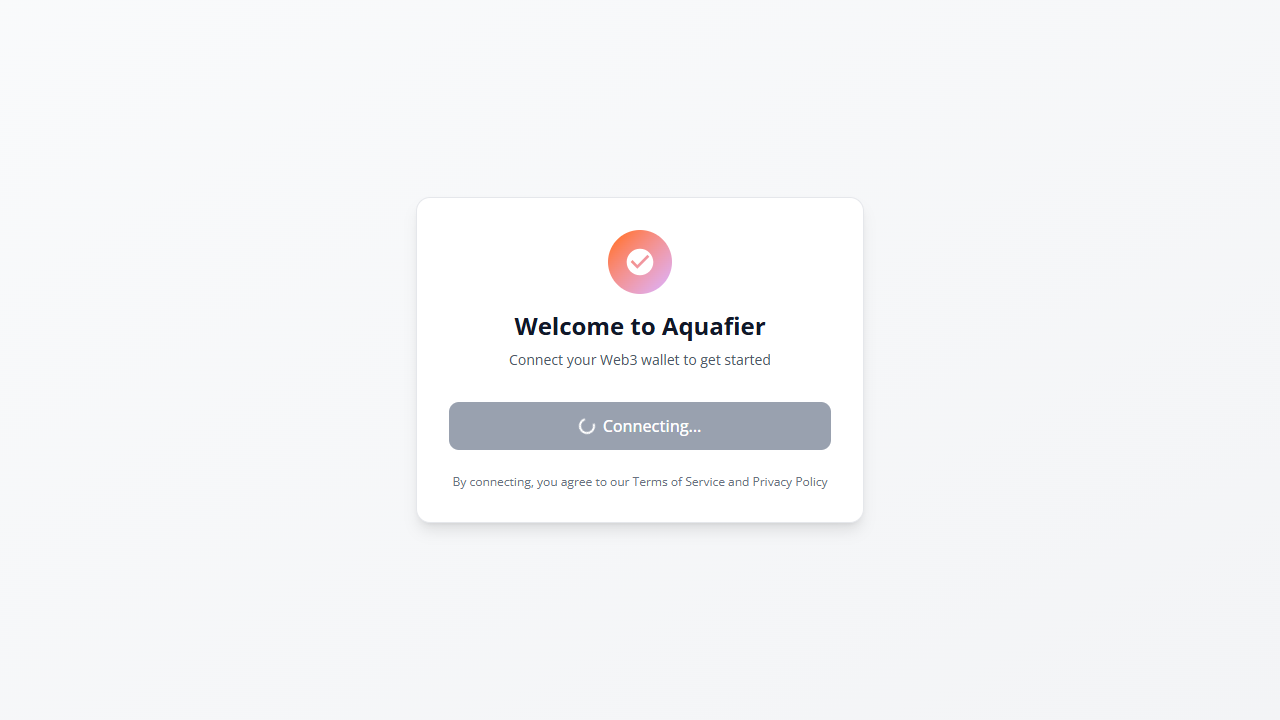 Welcome to Aquafier
Connect your Web3 wallet to get started
Connecting...
By connecting, you agree to our Terms of Service and Privacy Policy